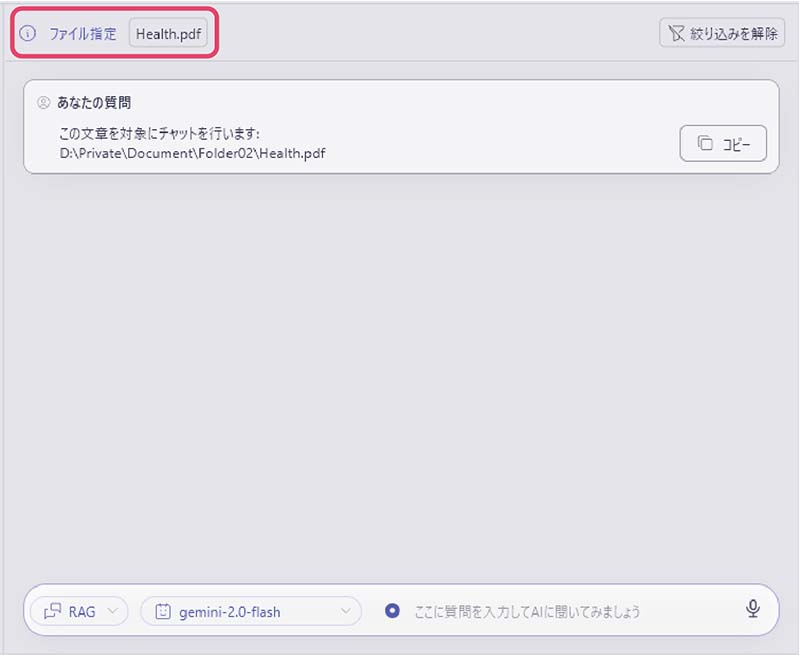 ファイル指定 Health.pdf 絞り込みを解除
あなたの質問
この文章を対象にチャットを行います:
D:\Private\Document\Folder02\Health.pdf
コピー
RAG gemini-2.0-flash ここに質問を入力してAIに聞いてみましょう